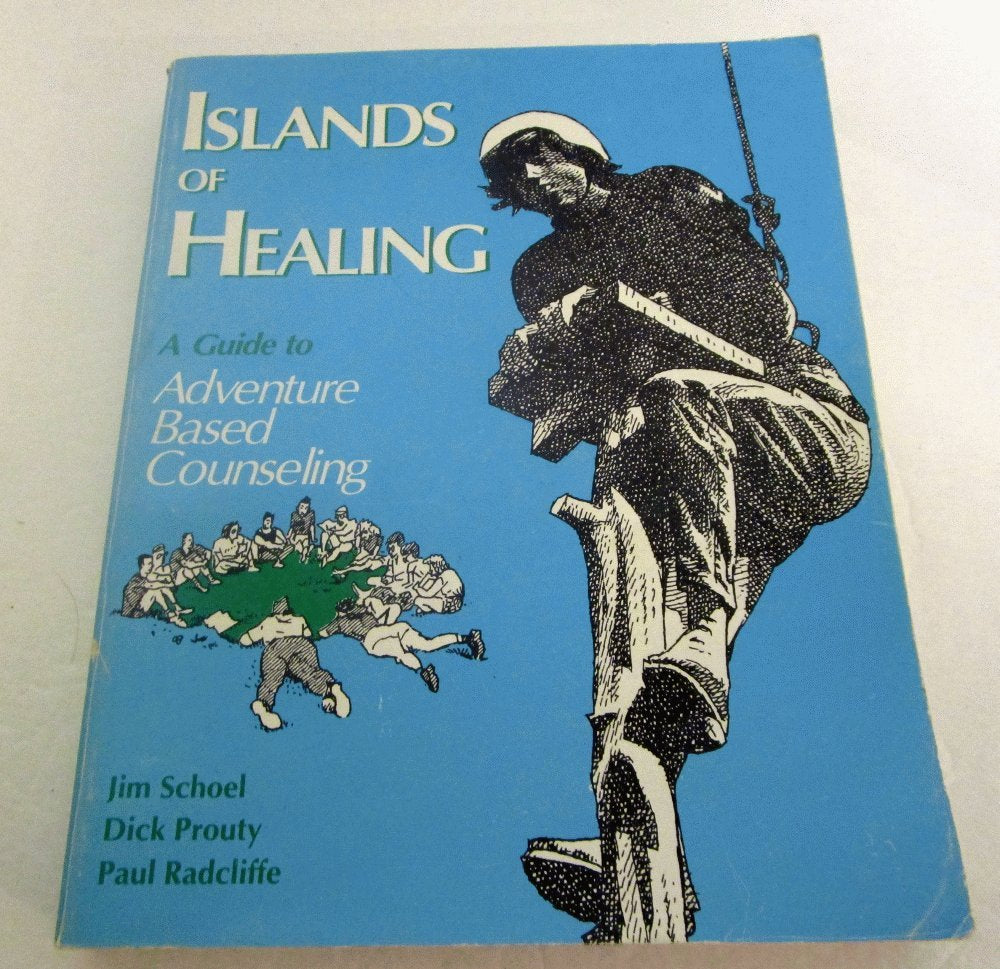 ISLANDS
OF
HEALING
A Guide to
Adventure
Based
Counseling
Jim Schoel
Dick Prouty
Paul Radcliffe